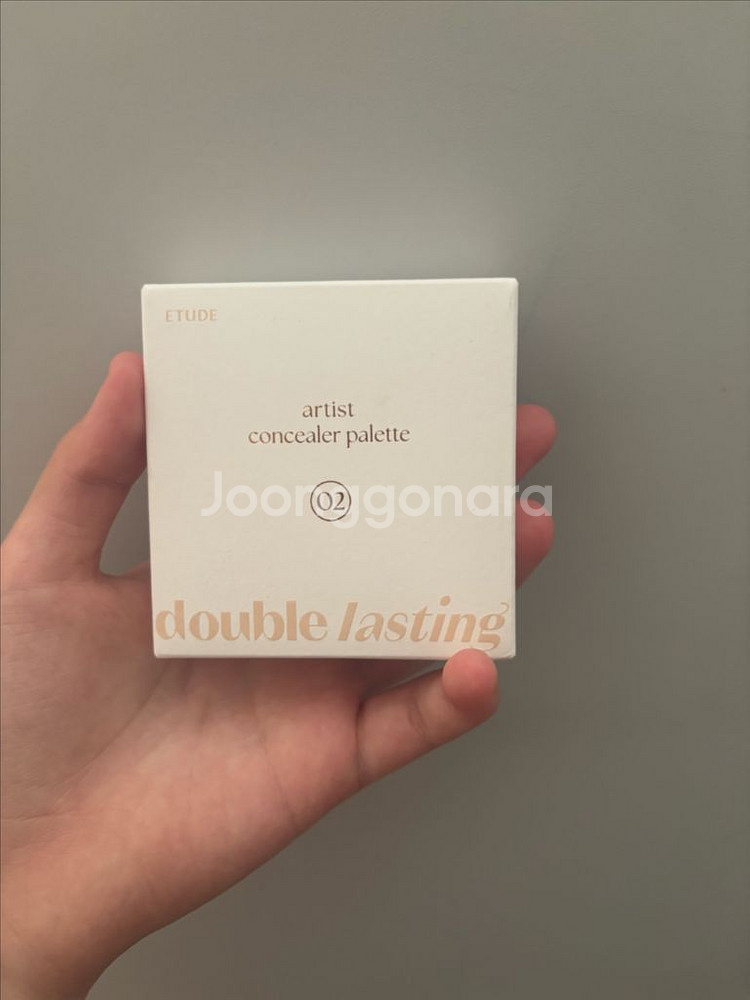 ETUDE
artist
concealer palette
02
Joonggonara
double lasting